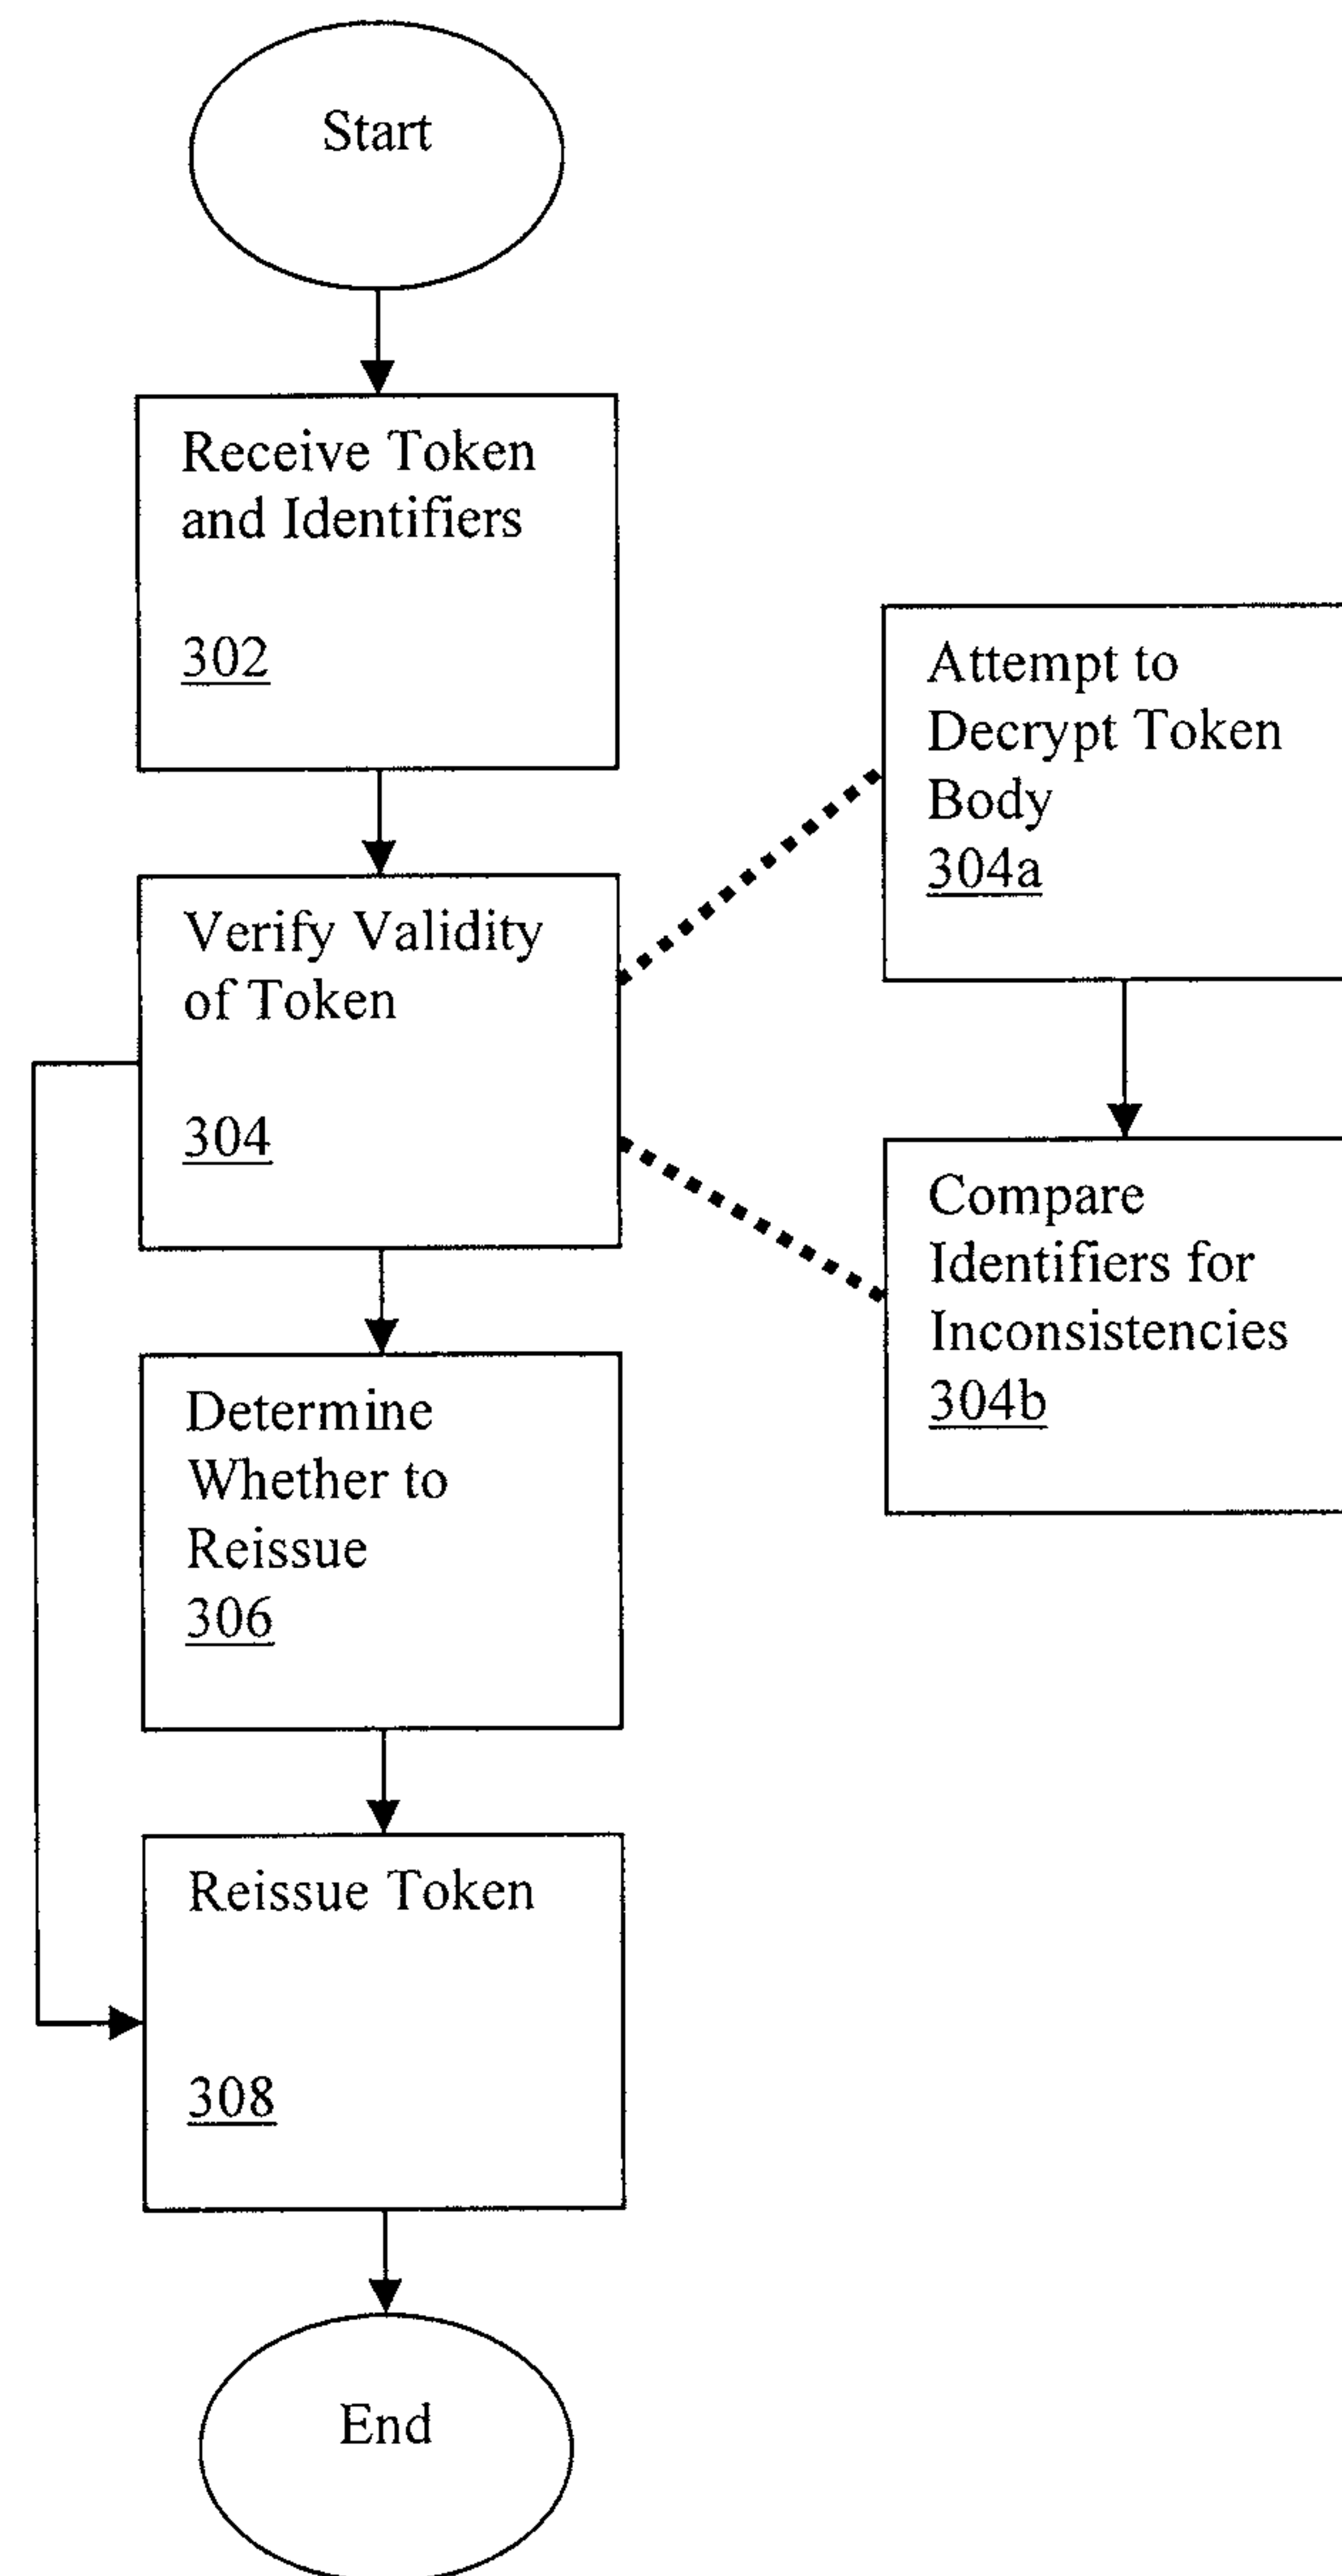 Start
Receive Token
and Identifiers
302
Verify Validity
of Token
304
Attempt to
Decrypt Token
Body
304a
Compare
Identifiers for
Inconsistencies
304b
Determine
Whether to
Reissue
306
Reissue Token
308
End